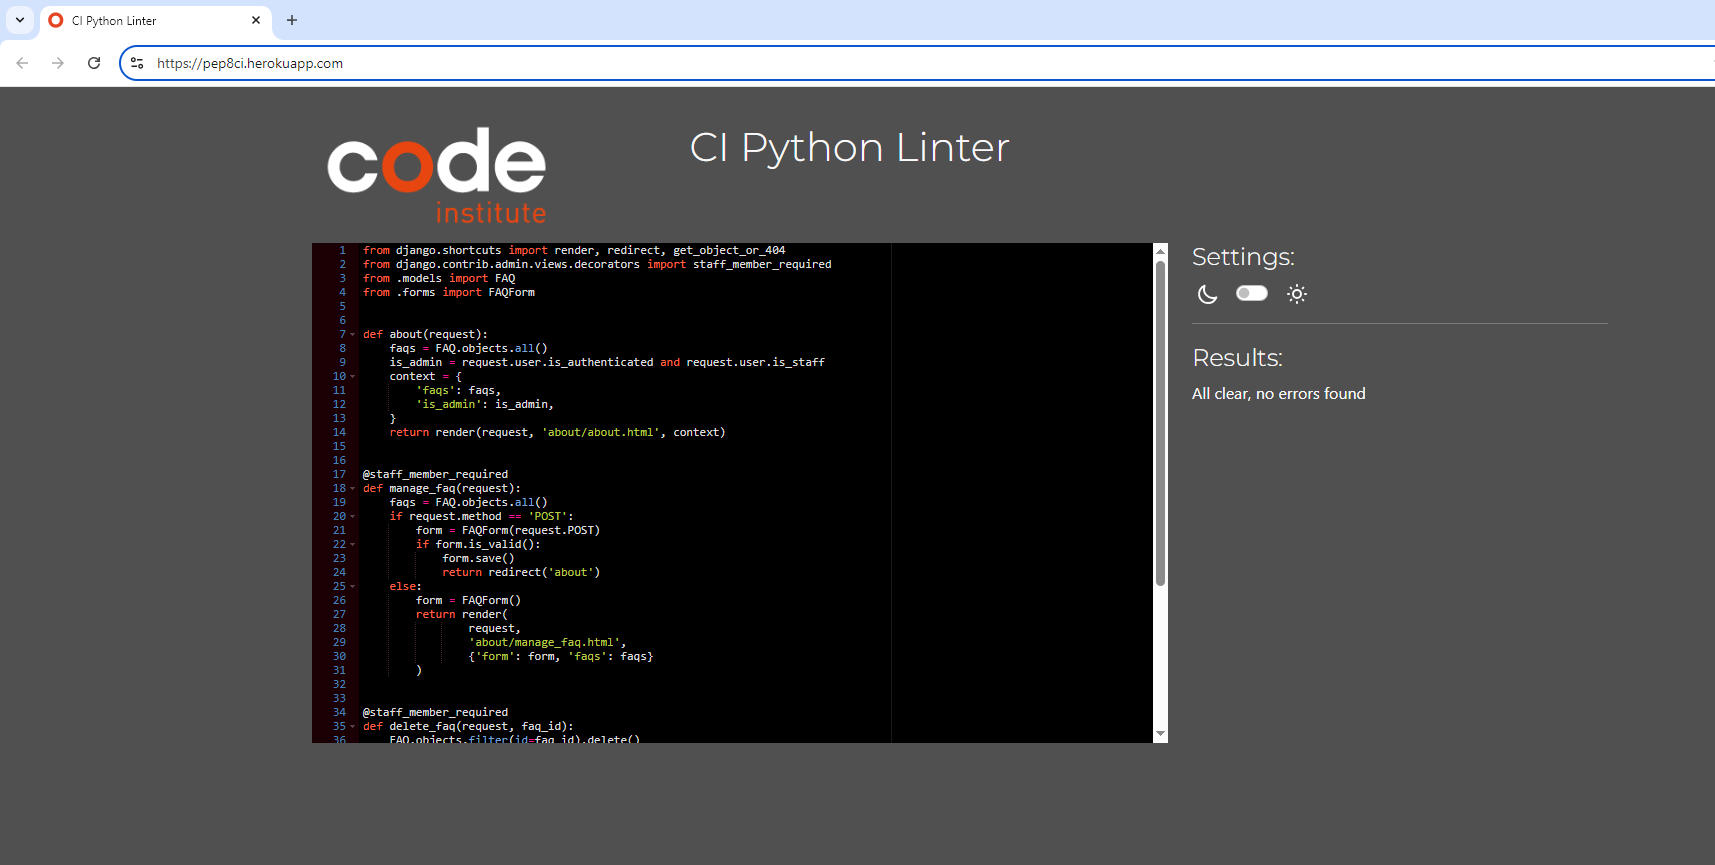 CI Python Linter
https://pep8ci.herokuapp.com
code
institute
CI Python Linter
1 from django.shortcuts import render, redirect, get_object_or_404
2 from django.contrib.admin.views.decorators import staff_member_required
3 from .models import FAQ
4 from .forms import FAQForm
5
6
7 def about(request):
8     faqs = FAQ.objects.all()
9     is_admin = request.user.is_authenticated and request.user.is_staff
10     context = {
11         'faqs': faqs,
12         'is_admin': is_admin,
13     }
14     return render(request, 'about/about.html', context)
15
16
17 @staff_member_required
18 def manage_faq(request):
19     faqs = FAQ.objects.all()
20     if request.method == 'POST':
21         form = FAQForm(request.POST)
22         if form.is_valid():
23             form.save()
24             return redirect('about')
25     else:
26         form = FAQForm()
27         return render(
28                 request,
29                 'about/manage_faq.html',
30                 {'form': form, 'faqs': faqs}
31         )
32
33
34 @staff_member_required
35 def delete_faq(request, faq_id):
36     FAQ.objects.filter(id=faq_id).delete()
Settings:
Results:
All clear, no errors found